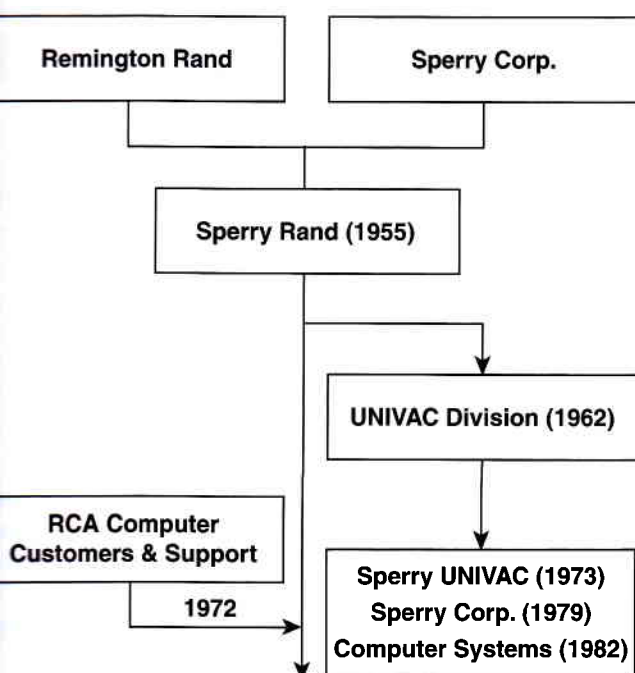 Remington Rand
Sperry Corp.
Sperry Rand (1955)
UNIVAC Division (1962)
RCA Computer
Customers & Support
1972
Sperry UNIVAC (1973)
Sperry Corp. (1979)
Computer Systems (1982)